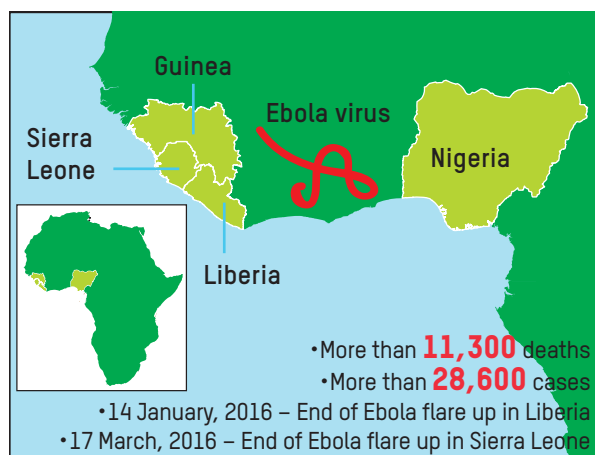 Guinea
Ebola virus
Sierra
Leone
Nigeria
Liberia
•More than 11,300 deaths
•More than 28,600 cases
•14 January, 2016 – End of Ebola flare up in Liberia
•17 March, 2016 – End of Ebola flare up in Sierra Leone